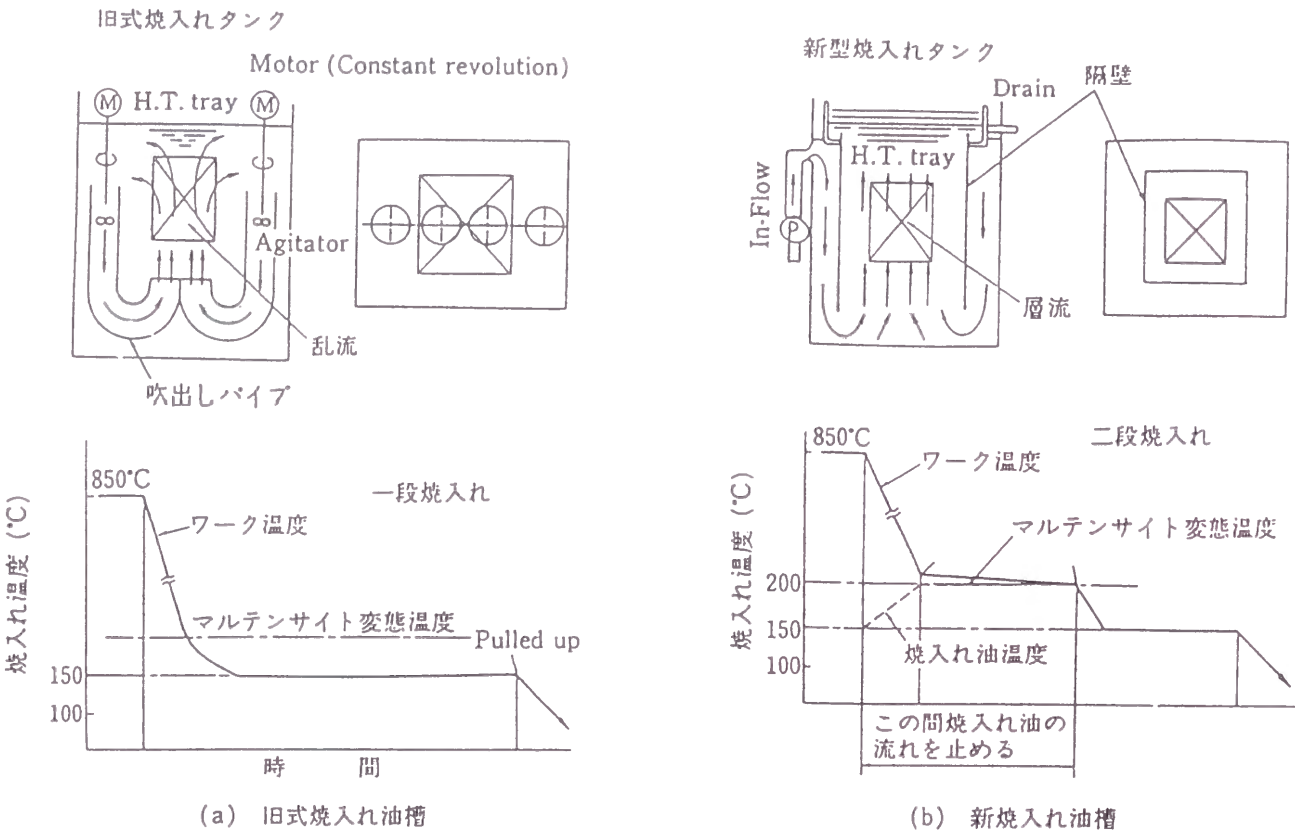 旧式焼入れタンク
Motor (Constant revolution)
M
H.T. tray
M
Agitator
乱流
吹出しパイプ
新型焼入れタンク
隔壁
Drain
H.T. tray
In-Flow
P
層流
焼入れ温度 (°C)
850°C
一段焼入れ
ワーク温度
マルテンサイト変態温度
Pulled up
150
100
時 間
(a) 旧式焼入れ油槽
焼入れ温度 (°C)
850°C
二段焼入れ
ワーク温度
マルテンサイト変態温度
200
150
焼入れ油温度
100
この間焼入れ油の
流れを止める
(b) 新焼入れ油槽